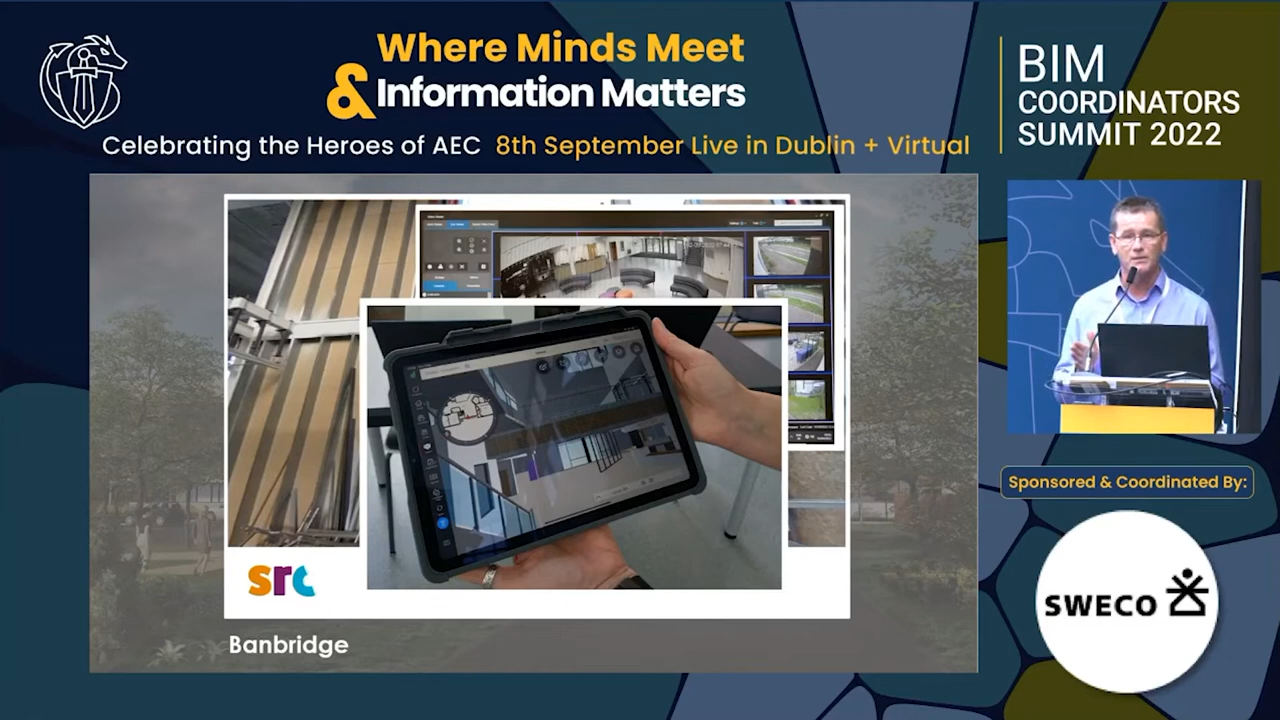 Where Minds Meet
& Information Matters
Celebrating the Heroes of AEC 8th September Live in Dublin + Virtual
BIM
COORDINATORS
SUMMIT 2022
src
Banbridge
Sponsored & Coordinated By:
SWECO